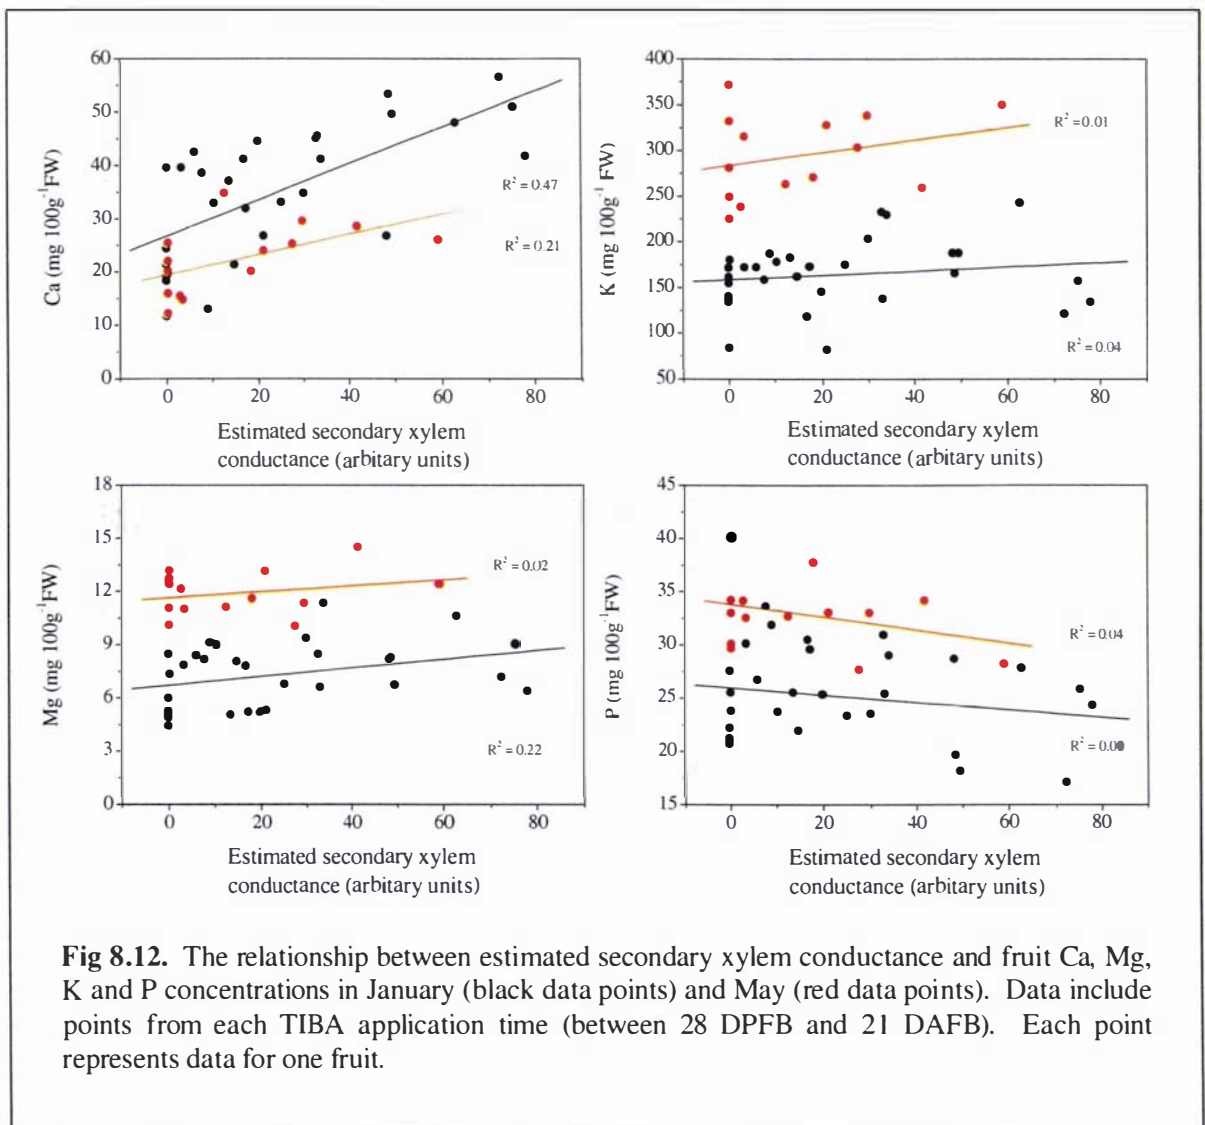 60
50
40
30
20
10
0
Ca (mg 100g⁻¹FW)
R² = 0.47
R² = 0.21
0 20 40 60 80
Estimated secondary xylem
conductance (arbitary units)
400
350
300
250
200
150
100
50
K (mg 100g⁻¹ FW)
R² =0.01
R² = 0.04
0 20 40 60 80
Estimated secondary xylem
conductance (arbitary units)
18
15
12
9
6
3
0
Mg (mg 100g⁻¹FW)
R² = 0.02
R² = 0.22
0 20 40 60 80
Estimated secondary xylem
conductance (arbitary units)
45
40
35
30
25
20
15
P (mg 100g⁻¹FW)
R² = 0.04
R²
0 20 40 60 80
Estimated secondary xylem
conductance (arbitary units)
Fig 8.12. The relationship between estimated secondary xylem conductance and fruit Ca, Mg,
K and P concentrations in January (black data points) and May (red data points). Data include
points from each TIBA application time (between 28 DPFB and 21 DAFB). Each point
represents data for one fruit.